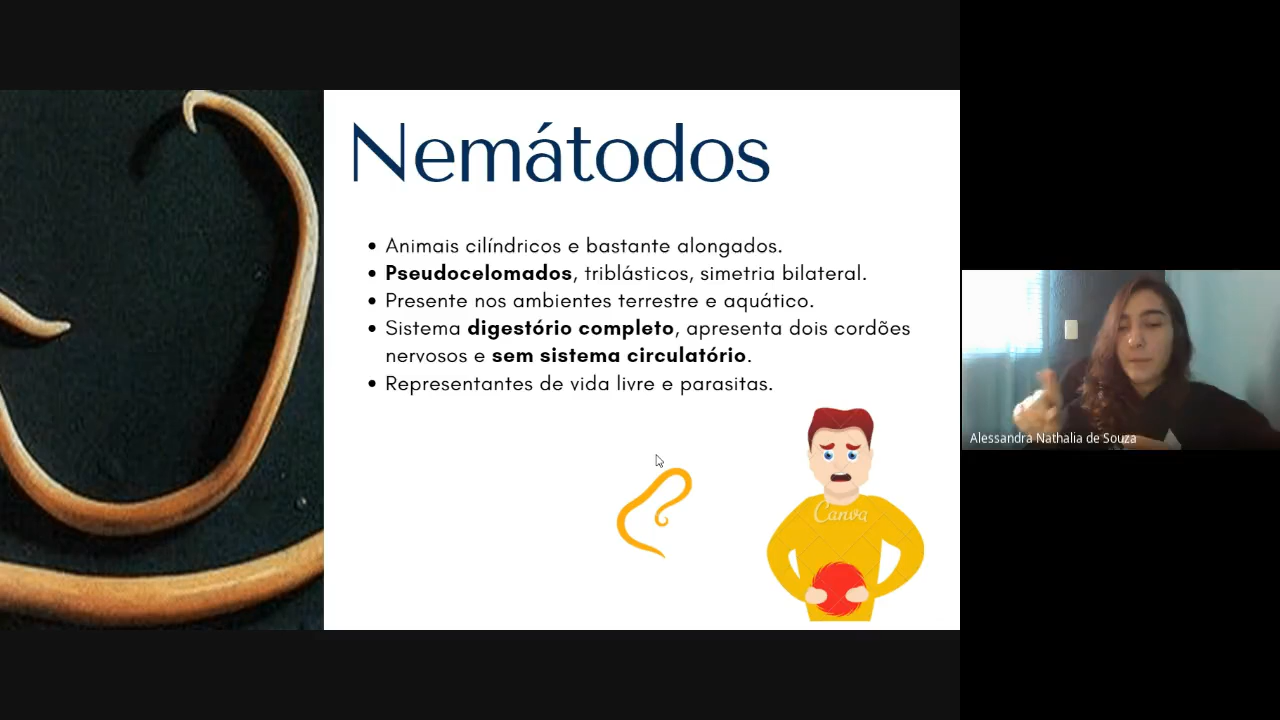 Nemátodos
• Animais cilíndricos e bastante alongados.
• Pseudocelomados, triblásticos, simetria bilateral.
• Presente nos ambientes terrestre e aquático.
• Sistema digestório completo, apresenta dois cordões
nervosos e sem sistema circulatório.
• Representantes de vida livre e parasitas.
Canva
Alessandra Nathalia de Souza